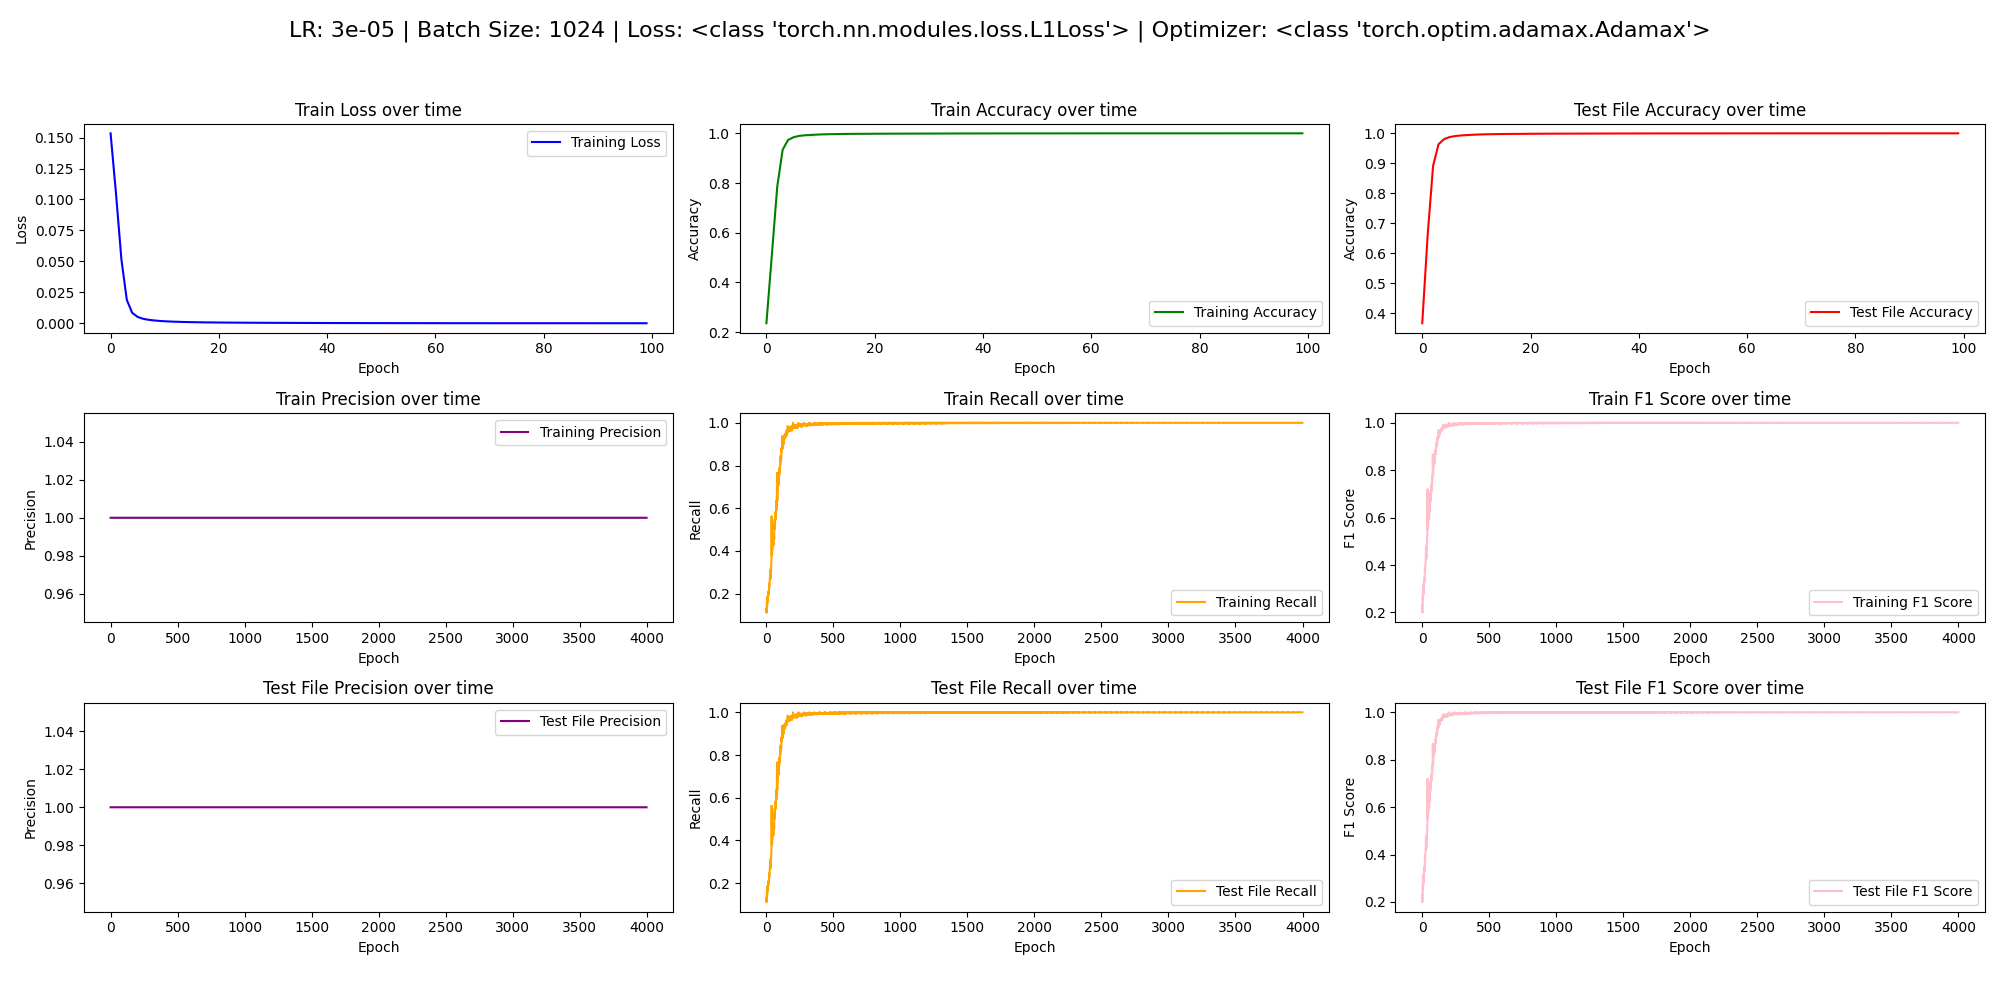 LR: 3e-05 | Batch Size: 1024 | Loss: <class 'torch.nn.modules.loss.L1Loss'> | Optimizer: <class 'torch.optim.adamax.Adamax'>
Train Loss over time
0.150
0.125
0.100
0.075
0.050
0.025
0.000
Loss
Training Loss
0 20 40 60 80 100
Epoch
Train Accuracy over time
1.0
0.8
0.6
0.4
0.2
Accuracy
Training Accuracy
0 20 40 60 80 100
Epoch
Test File Accuracy over time
1.0
0.9
0.8
0.7
0.6
0.5
0.4
Accuracy
Test File Accuracy
0 20 40 60 80 100
Epoch
Train Precision over time
1.04
1.02
1.00
0.98
0.96
Precision
Training Precision
0 500 1000 1500 2000 2500 3000 3500 4000
Epoch
Train Recall over time
1.0
0.8
0.6
0.4
0.2
Recall
Training Recall
0 500 1000 1500 2000 2500 3000 3500 4000
Epoch
Train F1 Score over time
1.0
0.8
0.6
0.4
0.2
F1 Score
Training F1 Score
0 500 1000 1500 2000 2500 3000 3500 4000
Epoch
Test File Precision over time
1.04
1.02
1.00
0.98
0.96
Precision
Test File Precision
0 500 1000 1500 2000 2500 3000 3500 4000
Epoch
Test File Recall over time
1.0
0.8
0.6
0.4
0.2
Recall
Test File Recall
0 500 1000 1500 2000 2500 3000 3500 4000
Epoch
Test File F1 Score over time
1.0
0.8
0.6
0.4
0.2
F1 Score
Test File F1 Score
0 500 1000 1500 2000 2500 3000 3500 4000
Epoch